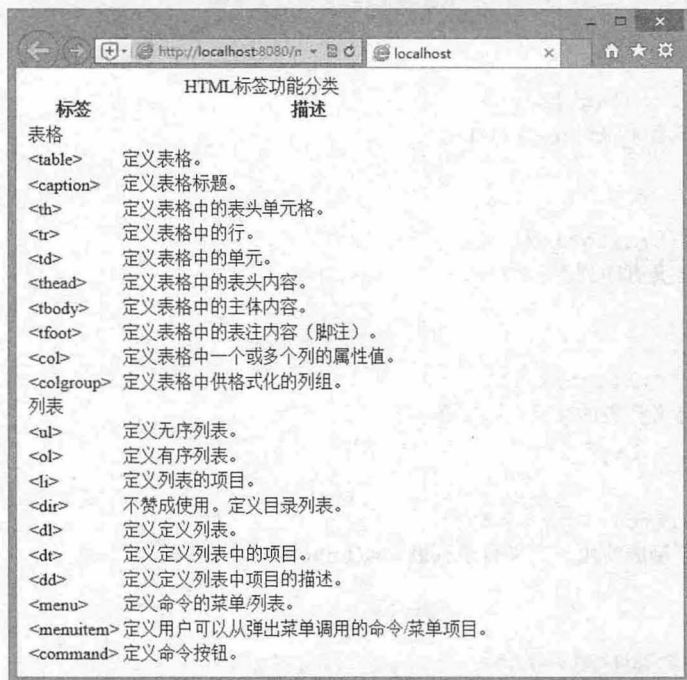 http://localhost:8080/n
localhost
HTML标签功能分类
标签 描述
表格
<table> 定义表格。
<caption> 定义表格标题。
<th> 定义表格中的表头单元格。
<tr> 定义表格中的行。
<td> 定义表格中的单元。
<thead> 定义表格中的表头内容。
<tbody> 定义表格中的主体内容。
<tfoot> 定义表格中的表注内容（脚注）。
<col> 定义表格中一个或多个列的属性值。
<colgroup> 定义表格中供格式化的列组。
列表
<ul> 定义无序列表。
<ol> 定义有序列表。
<li> 定义列表的项目。
<dir> 不赞成使用。定义目录列表。
<dl> 定义定义列表。
<dt> 定义定义列表中的项目。
<dd> 定义定义列表中项目的描述。
<menu> 定义命令的菜单/列表。
<menuitem> 定义用户可以从弹出菜单调用的命令/菜单项目。
<command> 定义命令按钮。